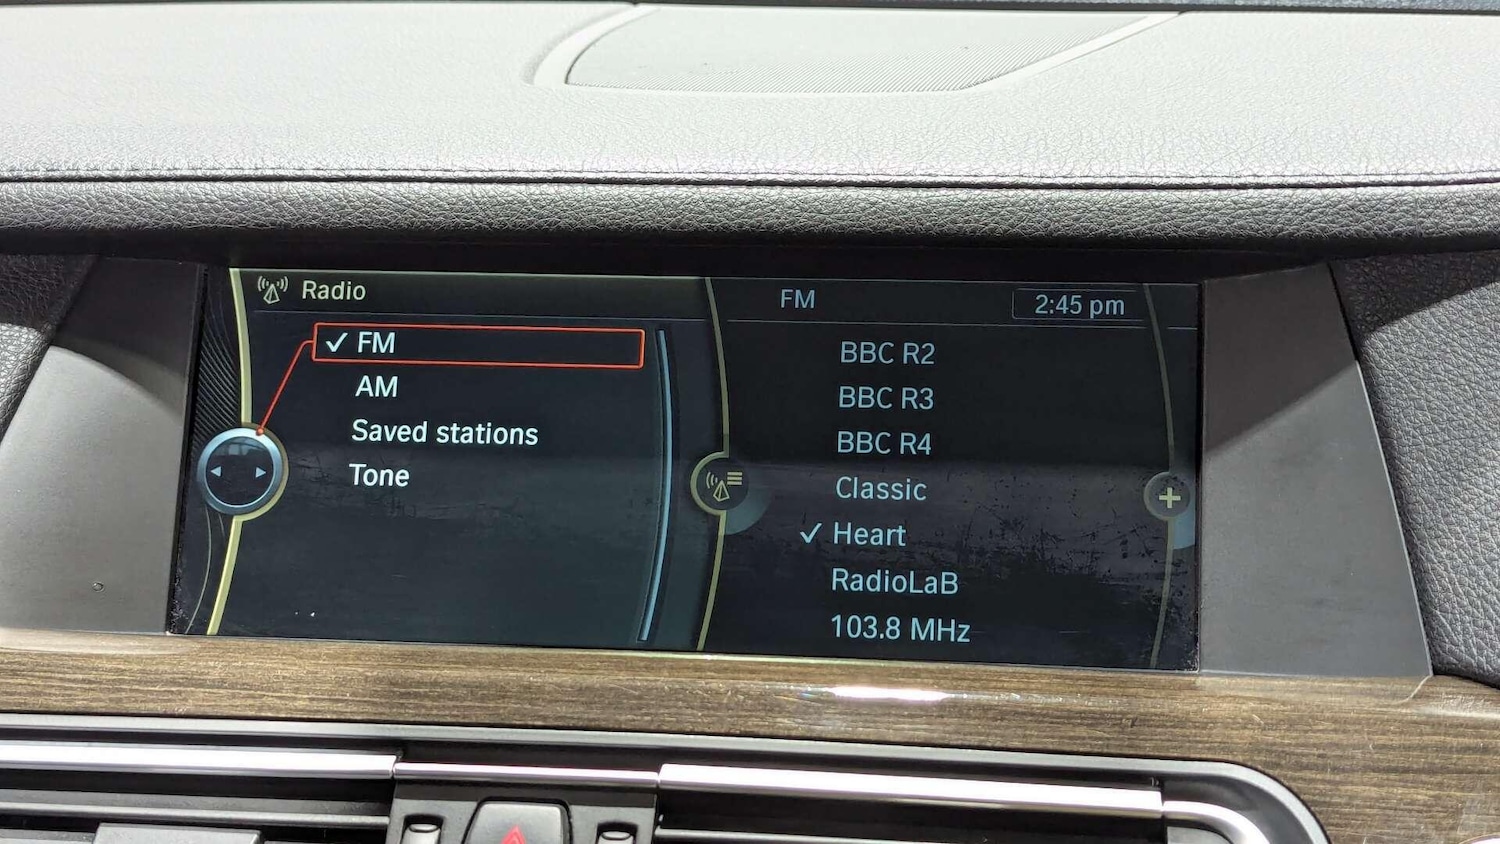 Radio
✓ FM
AM
Saved stations
Tone
FM
2:45 pm
BBC R2
BBC R3
BBC R4
Classic
✓ Heart
RadioLaB
103.8 MHz